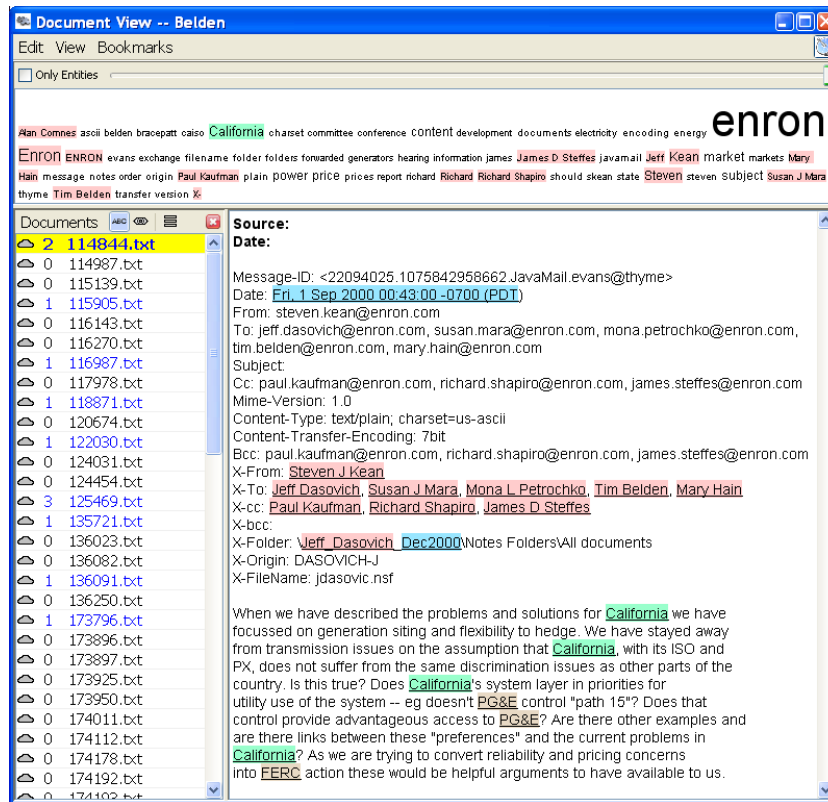 Document View -- Belden
Edit View Bookmarks
Only Entities
Alan Comnes ascii belden bracepatt caiso California charset committee conference content development documents electricity encoding energy enron
Enron ENRON evans exchange filename folder folders forwarded generators hearing information james James D Steffes javamail Jeff Kean market markets Mary
Hain message notes order origin Paul Kaufman plain power price prices report richard Richard Richard Shapiro should skean state Steven steven subject Susan J Mara
thyme Tim Belden transfer version X-
Documents ABC
2 114844.txt
0 114987.txt
0 115139.txt
1 115905.txt
0 116143.txt
0 116270.txt
1 116987.txt
0 117978.txt
1 118871.txt
0 120674.txt
1 122030.txt
0 124031.txt
0 124454.txt
3 125469.txt
1 135721.txt
0 136023.txt
0 136082.txt
1 136091.txt
0 136250.txt
1 173796.txt
0 173896.txt
0 173897.txt
0 173925.txt
0 173950.txt
0 174011.txt
0 174112.txt
0 174178.txt
0 174192.txt
0 174193.txt
Source:
Date:
Message-ID: <22094025.1075842958662.JavaMail.evans@thyme>
Date: Fri, 1 Sep 2000 00:43:00 -0700 (PDT)
From: steven.kean@enron.com
To: jeff.dasovich@enron.com, susan.mara@enron.com, mona.petrochko@enron.com,
tim.belden@enron.com, mary.hain@enron.com
Subject:
Cc: paul.kaufman@enron.com, richard.shapiro@enron.com, james.steffes@enron.com
Mime-Version: 1.0
Content-Type: text/plain; charset=us-ascii
Content-Transfer-Encoding: 7bit
Bcc: paul.kaufman@enron.com, richard.shapiro@enron.com, james.steffes@enron.com
X-From: Steven J Kean
X-To: Jeff Dasovich, Susan J Mara, Mona L Petrochko, Tim Belden, Mary Hain
X-cc: Paul Kaufman, Richard Shapiro, James D Steffes
X-bcc:
X-Folder: \Jeff_Dasovich_Dec2000\Notes Folders\All documents
X-Origin: DASOVICH-J
X-FileName: jdasovic.nsf
When we have described the problems and solutions for California we have
focussed on generation siting and flexibility to hedge. We have stayed away
from transmission issues on the assumption that California, with its ISO and
PX, does not suffer from the same discrimination issues as other parts of the
country. Is this true? Does California's system layer in priorities for
utility use of the system -- eg doesn't PG&E control "path 15"? Does that
control provide advantageous access to PG&E? Are there other examples and
are there links between these "preferences" and the current problems in
California? As we are trying to convert reliability and pricing concerns
into FERC action these would be helpful arguments to have available to us.